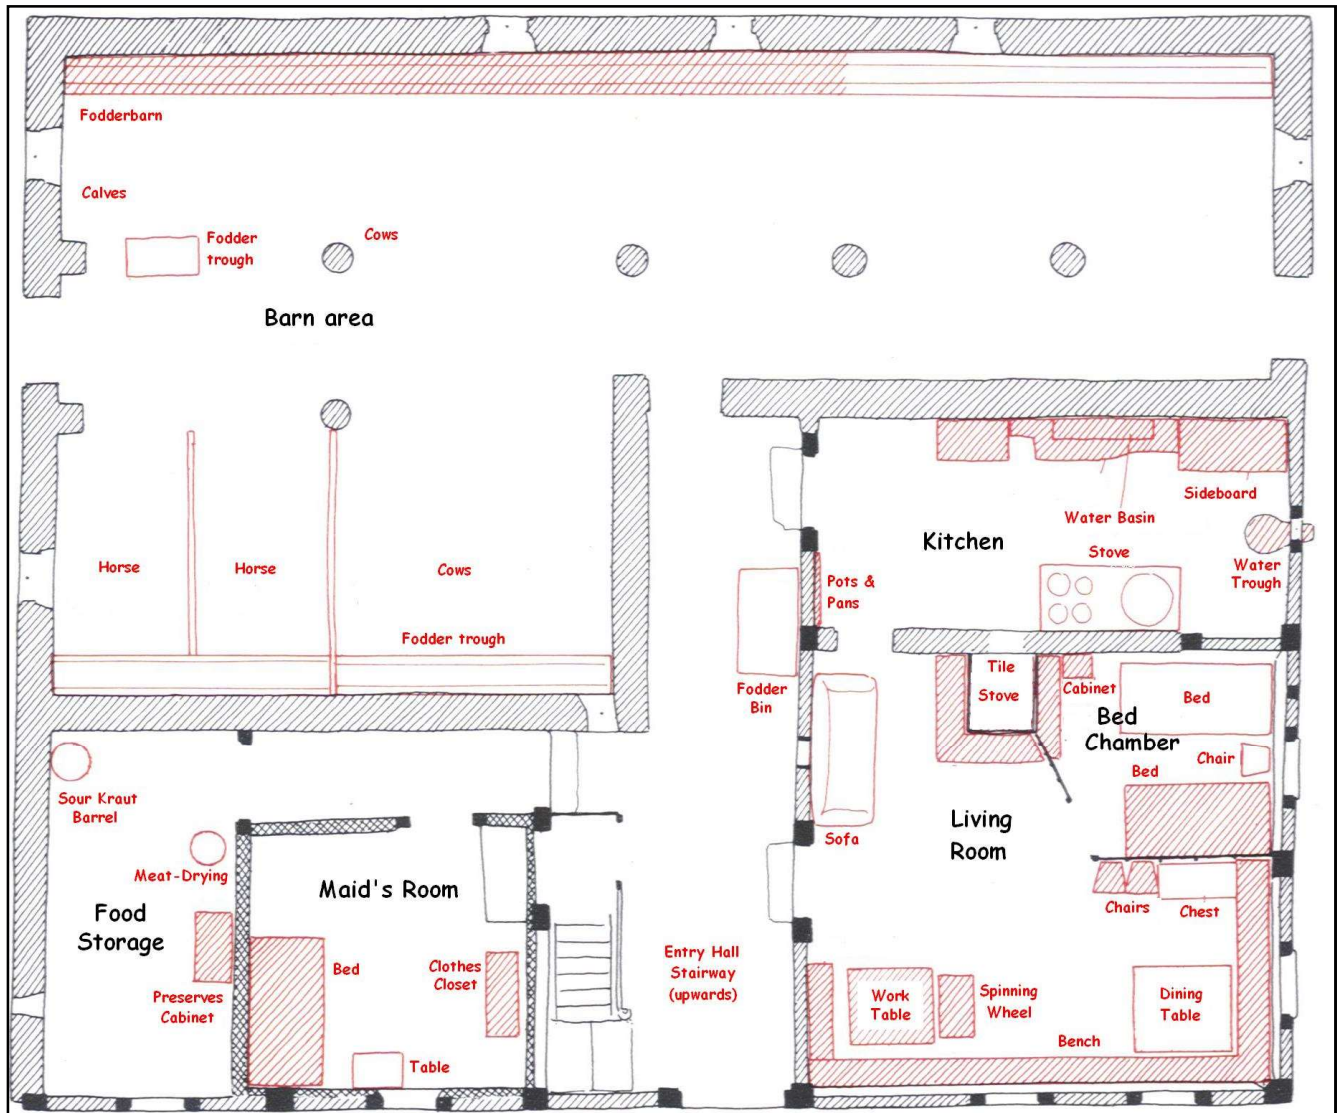 Fodderbarn
Calves
Fodder
trough
Cows
Barn area
Horse
Horse
Cows
Fodder trough
Kitchen
Water Basin
Sideboard
Stove
Water
Trough
Pots &
Pans
Fodder
Bin
Tile
Stove
Cabinet
Bed
Bed
Chamber
Chair
Bed
Sofa
Living
Room
Chairs
Chest
Sour Kraut
Barrel
Meat-Drying
Food
Storage
Preserves
Cabinet
Maid's Room
Bed
Clothes
Closet
Table
Entry Hall
Stairway
(upwards)
Work
Table
Spinning
Wheel
Dining
Table
Bench